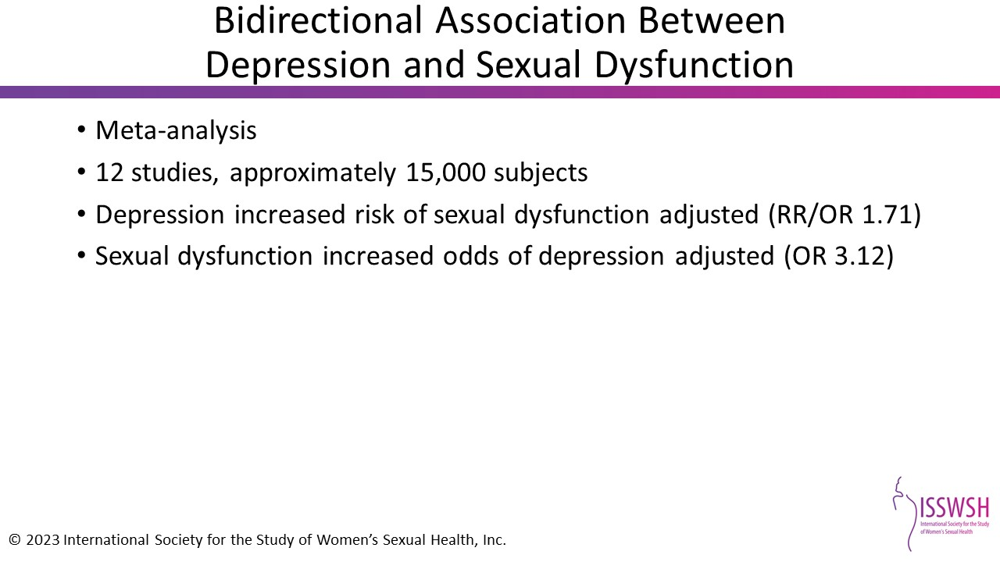 Bidirectional Association Between
Depression and Sexual Dysfunction
• Meta-analysis
• 12 studies, approximately 15,000 subjects
• Depression increased risk of sexual dysfunction adjusted (RR/OR 1.71)
• Sexual dysfunction increased odds of depression adjusted (OR 3.12)
ISSWSH
International Society for the Study
of Women's Sexual Health
© 2023 International Society for the Study of Women’s Sexual Health, Inc.